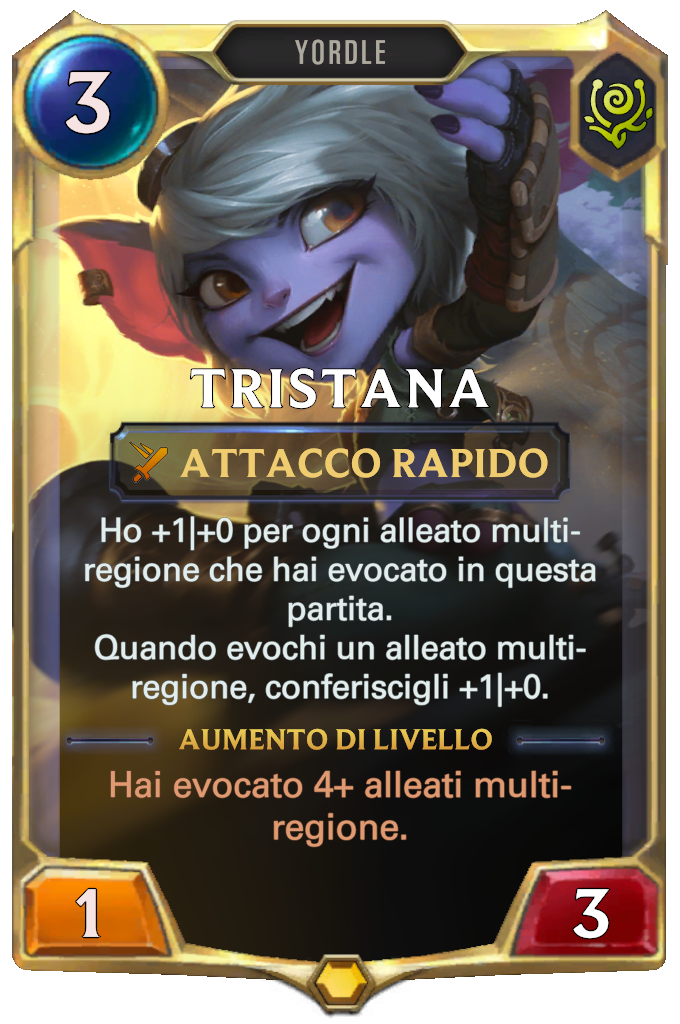 YORDLE
3
TRISTANA
ATTACCO RAPIDO
Ho +1|+0 per ogni alleato multi-
regione che hai evocato in questa
partita.
Quando evochi un alleato multi-
regione, conferiscigli +1|+0.
AUMENTO DI LIVELLO
Hai evocato 4+ alleati multi-
regione.
1
3